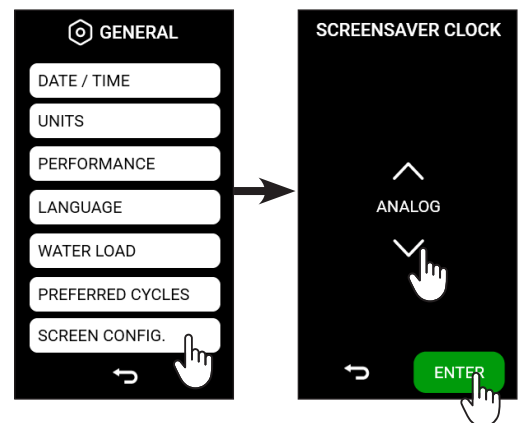 GENERAL
DATE / TIME
UNITS
PERFORMANCE
LANGUAGE
WATER LOAD
PREFERRED CYCLES
SCREEN CONFIG.
SCREENSAVER CLOCK
ANALOG
ENTER